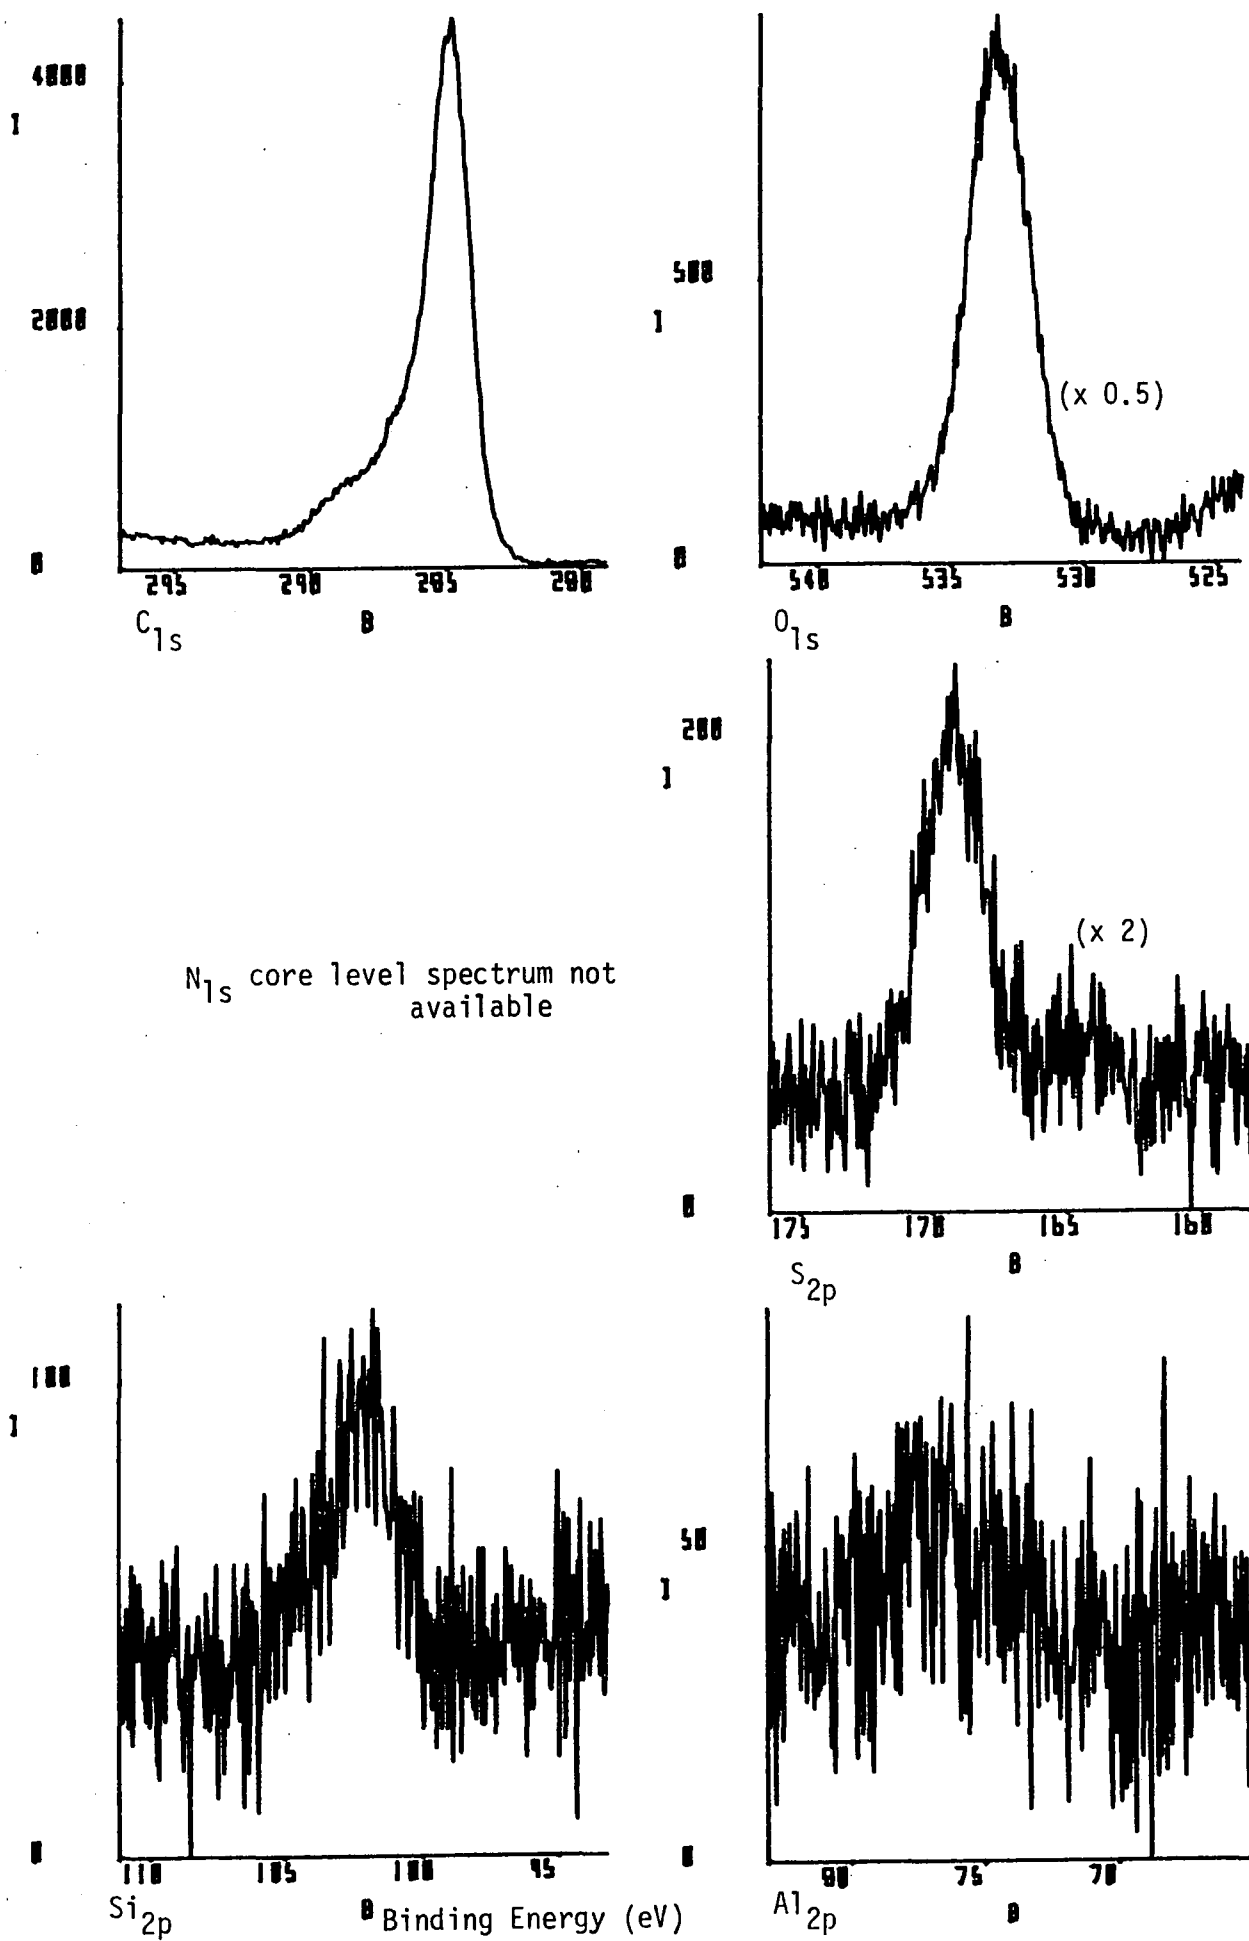 4000
I
2000
0
295 290 285 280
C1s B
500
I
(x 0.5)
0
540 535 530 525
O1s B
N1s core level spectrum not
available
200
I
(x 2)
0
175 170 165 160
B
S2p
100
I
0
110 105 100 95
Si2p B Binding Energy (eV)
50
I
0
80 75 70
Al2p B